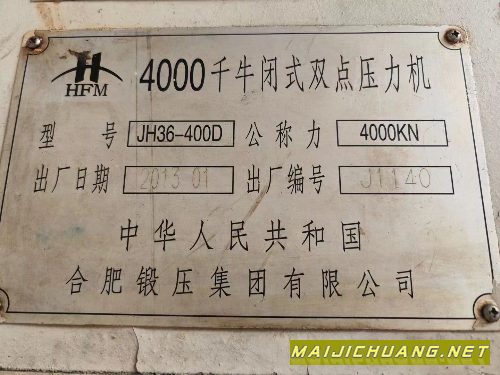 HFM
4000千牛闭式双点压力机
型号 JH36-400D 公称力 4000KN
出厂日期 2013 01 出厂编号 J1140
中华人民共和国
合肥锻压集团有限公司
MAIJICHUANG.NET